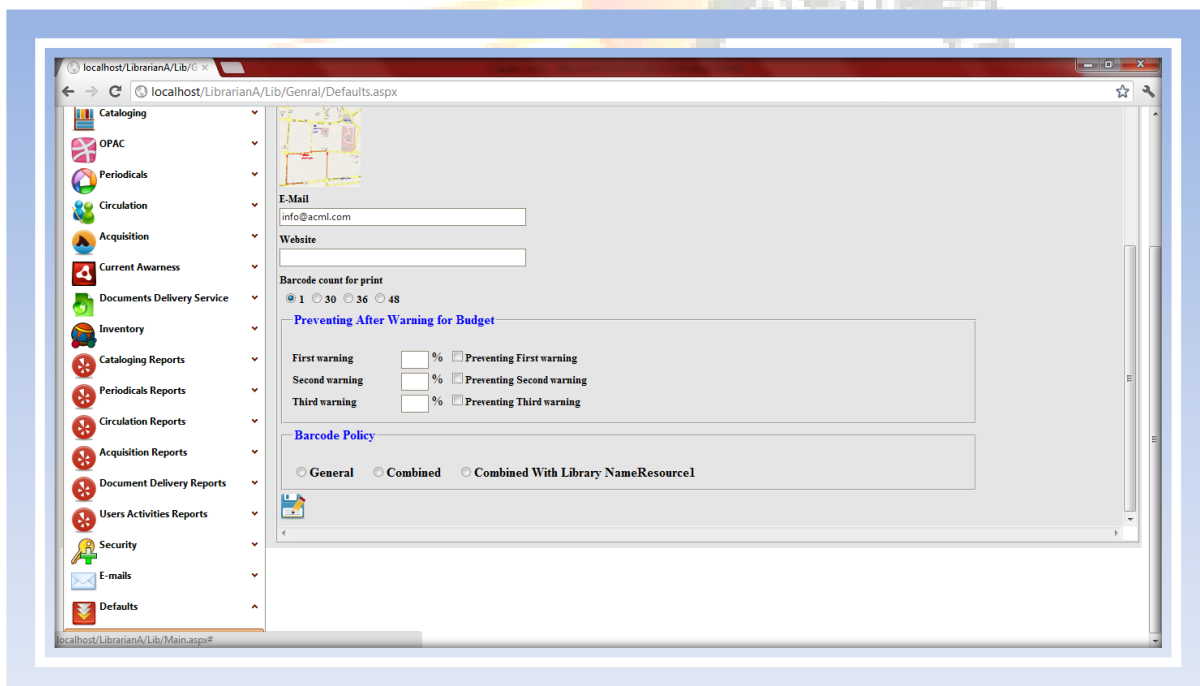 localhost/LibrarianA/Lib/G ×
localhost/LibrarianA/Lib/Genral/Defaults.aspx
Cataloging
OPAC
Periodicals
Circulation
Acquisition
Current Awarness
Documents Delivery Service
Inventory
Cataloging Reports
Periodicals Reports
Circulation Reports
Acquisition Reports
Document Delivery Reports
Users Activities Reports
Security
E-mails
Defaults
localhost/LibrarianA/Lib/Main.aspx#
E-Mail
info@acml.com
Website
Barcode count for print
1 30 36 48
Preventing After Warning for Budget
First warning % Preventing First warning
Second warning % Preventing Second warning
Third warning % Preventing Third warning
Barcode Policy
General Combined Combined With Library NameResource1